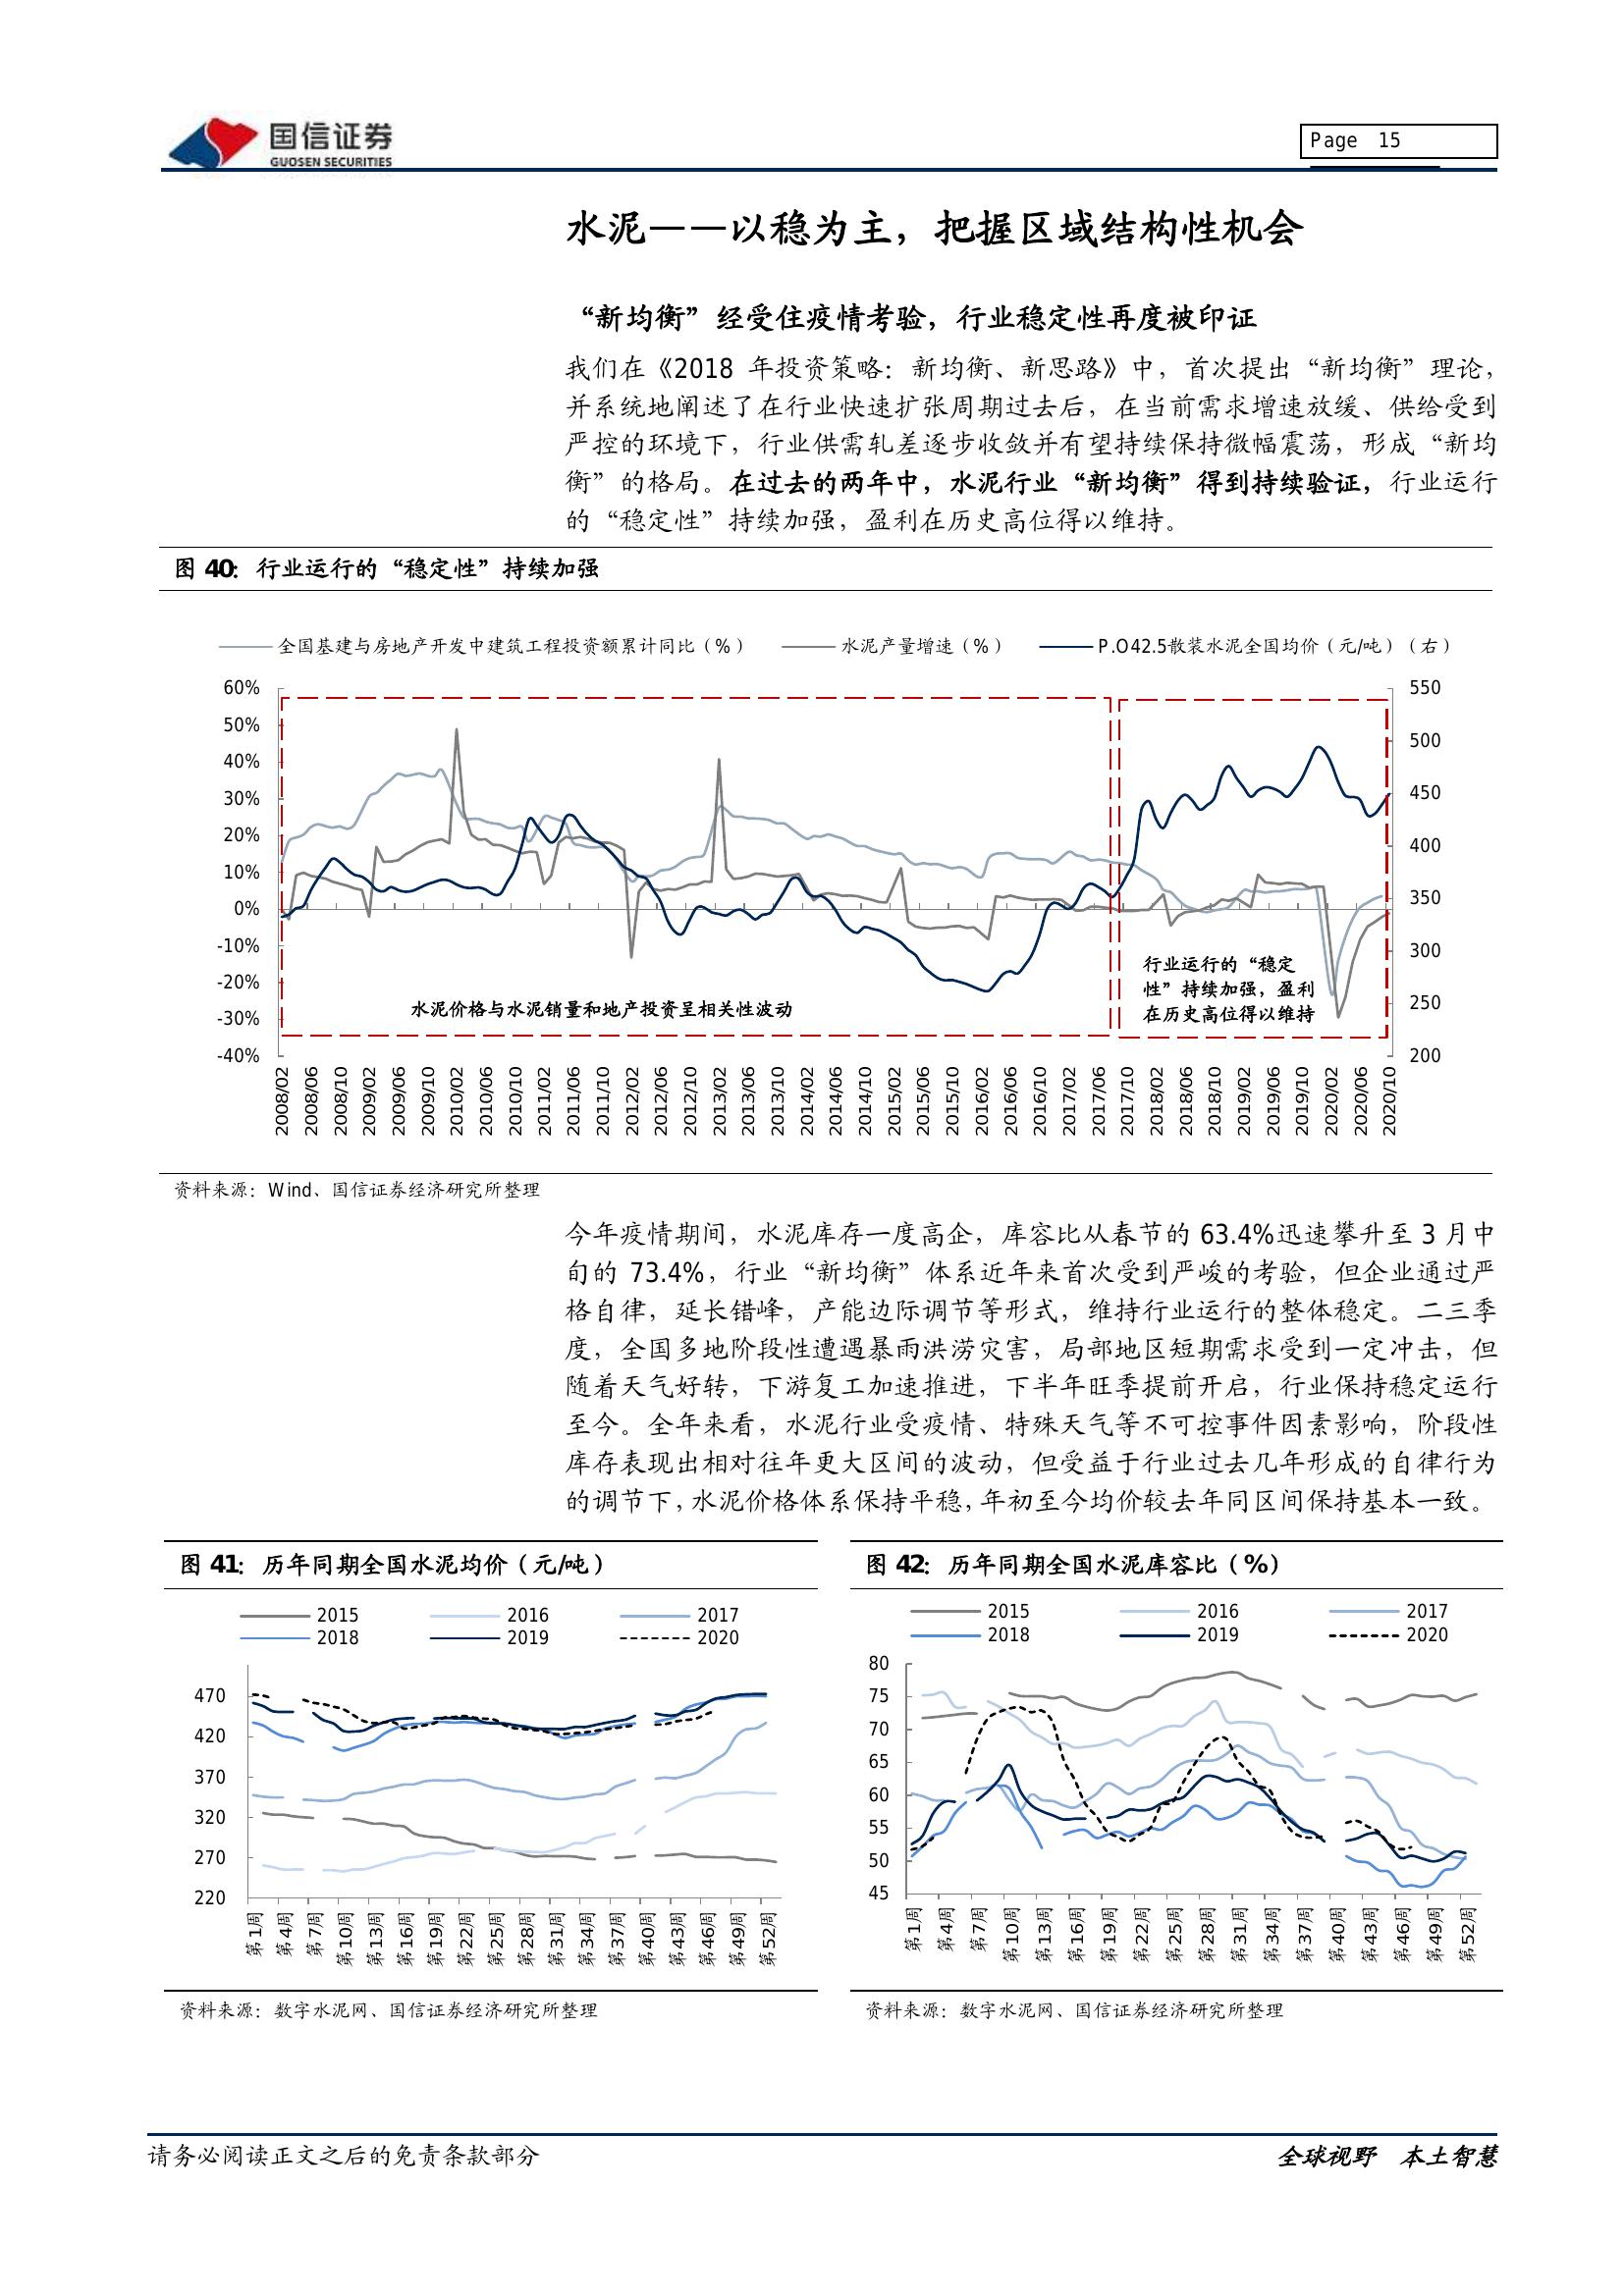 国信证券
GUOSEN SECURITIES
Page 15
水泥——以稳为主，把握区域结构性机会
“新均衡”经受住疫情考验，行业稳定性再度被印证
我们在《2018 年投资策略：新均衡、新思路》中，首次提出“新均衡”理论，
并系统地阐述了在行业快速扩张周期过去后，在当前需求增速放缓、供给受到
严控的环境下，行业供需轧差逐步收敛并有望持续保持微幅震荡，形成“新均
衡”的格局。在过去的两年中，水泥行业“新均衡”得到持续验证，行业运行
的“稳定性”持续加强，盈利在历史高位得以维持。
图 40：行业运行的“稳定性”持续加强
全国基建与房地产开发中建筑工程投资额累计同比（%） 水泥产量增速（%） P.O42.5散装水泥全国均价（元/吨）（右）
60% 550
50% 500
40% 450
30% 400
20% 350
10% 300
0% 250
-10% 200
-20%
-30%
-40%
水泥价格与水泥销量和地产投资呈相关性波动
行业运行的“稳定
性”持续加强，盈利
在历史高位得以维持
2008/02 2008/06 2008/10 2009/02 2009/06 2009/10 2010/02 2010/06 2010/10 2011/02 2011/06 2011/10 2012/02 2012/06 2012/10 2013/02 2013/06 2013/10 2014/02 2014/06 2014/10 2015/02 2015/06 2015/10 2016/02 2016/06 2016/10 2017/02 2017/06 2017/10 2018/02 2018/06 2018/10 2019/02 2019/06 2019/10 2020/02 2020/06 2020/10
资料来源：Wind、国信证券经济研究所整理
今年疫情期间，水泥库存一度高企，库容比从春节的 63.4%迅速攀升至 3 月中
旬的 73.4%，行业“新均衡”体系近年来首次受到严峻的考验，但企业通过严
格自律，延长错峰，产能边际调节等形式，维持行业运行的整体稳定。二三季
度，全国多地阶段性遭遇暴雨洪涝灾害，局部地区短期需求受到一定冲击，但
随着天气好转，下游复工加速推进，下半年旺季提前开启，行业保持稳定运行
至今。全年来看，水泥行业受疫情、特殊天气等不可控事件因素影响，阶段性
库存表现出相对往年更大区间的波动，但受益于行业过去几年形成的自律行为
的调节下，水泥价格体系保持平稳，年初至今均价较去年同区间保持基本一致。
图 41：历年同期全国水泥均价（元/吨）
2015 2016 2017
2018 2019 2020
470
420
370
320
270
220
第1周 第4周 第7周 第10周 第13周 第16周 第19周 第22周 第25周 第28周 第31周 第34周 第37周 第40周 第43周 第46周 第49周 第52周
资料来源：数字水泥网、国信证券经济研究所整理
图 42：历年同期全国水泥库容比（%）
2015 2016 2017
2018 2019 2020
80
75
70
65
60
55
50
45
第1周 第4周 第7周 第10周 第13周 第16周 第19周 第22周 第25周 第28周 第31周 第34周 第37周 第40周 第43周 第46周 第49周 第52周
资料来源：数字水泥网、国信证券经济研究所整理
请务必阅读正文之后的免责条款部分
全球视野 本土智慧